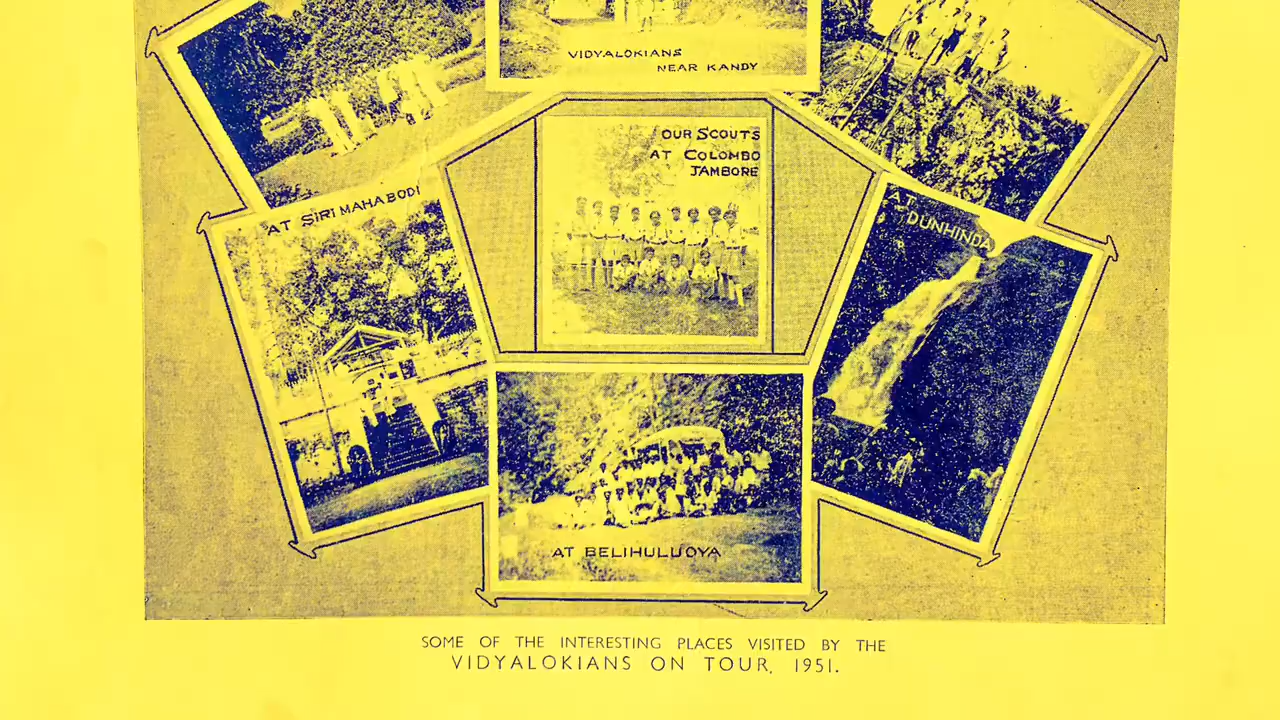 VIDYALOKIANS
NEAR KANDY
OUR SCOUTS
AT COLOMBO
JAMBORE
AT SIRI MAHABODI
AT
DUNHINDA
AT BELIHULUOYA
SOME OF THE INTERESTING PLACES VISITED BY THE
VIDYALOKIANS ON TOUR, 1951.